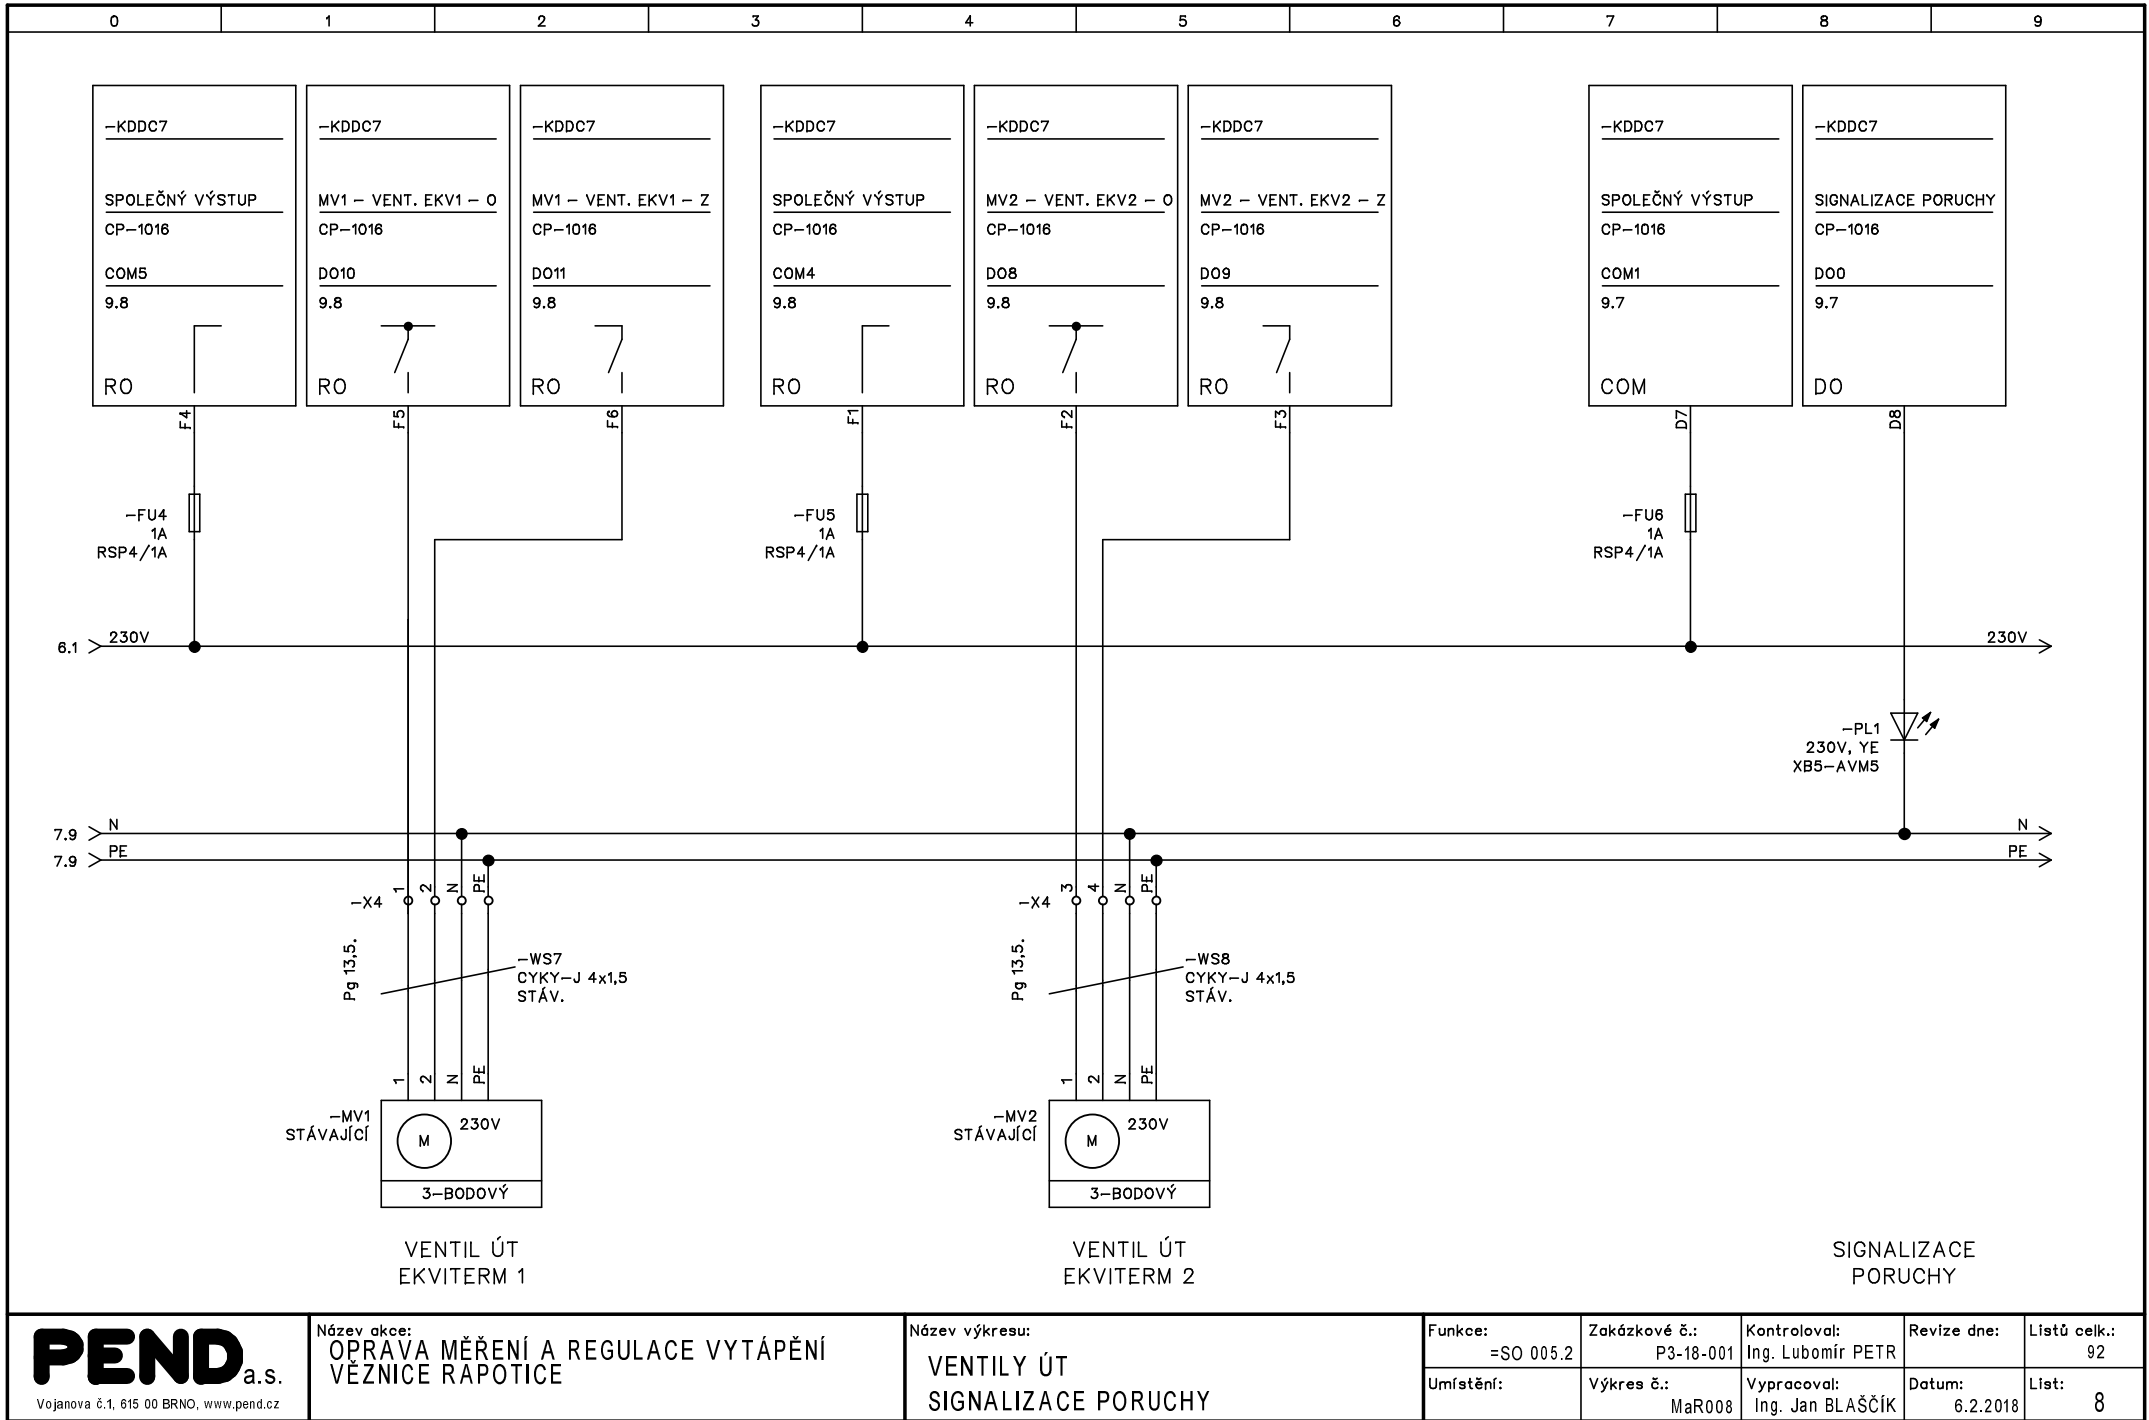 0 1 2 3 4 5 6 7 8 9
-KDDC7
SPOLEČNÝ VÝSTUP
CP-1016
COM5
9.8
RO
F4
-KDDC7
MV1 - VENT. EKV1 - O
CP-1016
DO10
9.8
RO
F5
-KDDC7
MV1 - VENT. EKV1 - Z
CP-1016
DO11
9.8
RO
F6
-KDDC7
SPOLEČNÝ VÝSTUP
CP-1016
COM4
9.8
RO
F1
-KDDC7
MV2 - VENT. EKV2 - O
CP-1016
DO8
9.8
RO
F2
-KDDC7
MV2 - VENT. EKV2 - Z
CP-1016
DO9
9.8
RO
F3
-KDDC7
SPOLEČNÝ VÝSTUP
CP-1016
COM1
9.7
COM
D7
-KDDC7
SIGNALIZACE PORUCHY
CP-1016
DO0
9.7
DO
D8
-FU4
1A
RSP4/1A
-FU5
1A
RSP4/1A
-FU6
1A
RSP4/1A
6.1 230V 230V
-PL1
230V, YE
XB5-AVM5
7.9 N N
7.9 PE PE
-X4 1 2 N PE
Pg 13,5.
-WS7
CYKY-J 4x1,5
STÁV.
1 2 N PE
-MV1
STÁVAJÍCÍ
M 230V
3-BODOVÝ
VENTIL ÚT
EKVITERM 1
-X4 3 4 N PE
Pg 13,5.
-WS8
CYKY-J 4x1,5
STÁV.
1 2 N PE
-MV2
STÁVAJÍCÍ
M 230V
3-BODOVÝ
VENTIL ÚT
EKVITERM 2
SIGNALIZACE
PORUCHY
PEND a.s.
Vojanova č.1, 615 00 BRNO, www.pend.cz
Název akce:
OPRAVA MĚŘENÍ A REGULACE VYTÁPĚNÍ
VĚZNICE RAPOTICE
Název výkresu:
VENTILY ÚT
SIGNALIZACE PORUCHY
Funkce:
=SO 005.2
Umístění:
Zakázkové č.:
P3-18-001
Výkres č.:
MaR008
Kontroloval:
Ing. Lubomír PETR
Vypracoval:
Ing. Jan BLAŠČÍK
Revize dne:
Datum:
6.2.2018
Listů celk.:
92
List:
8